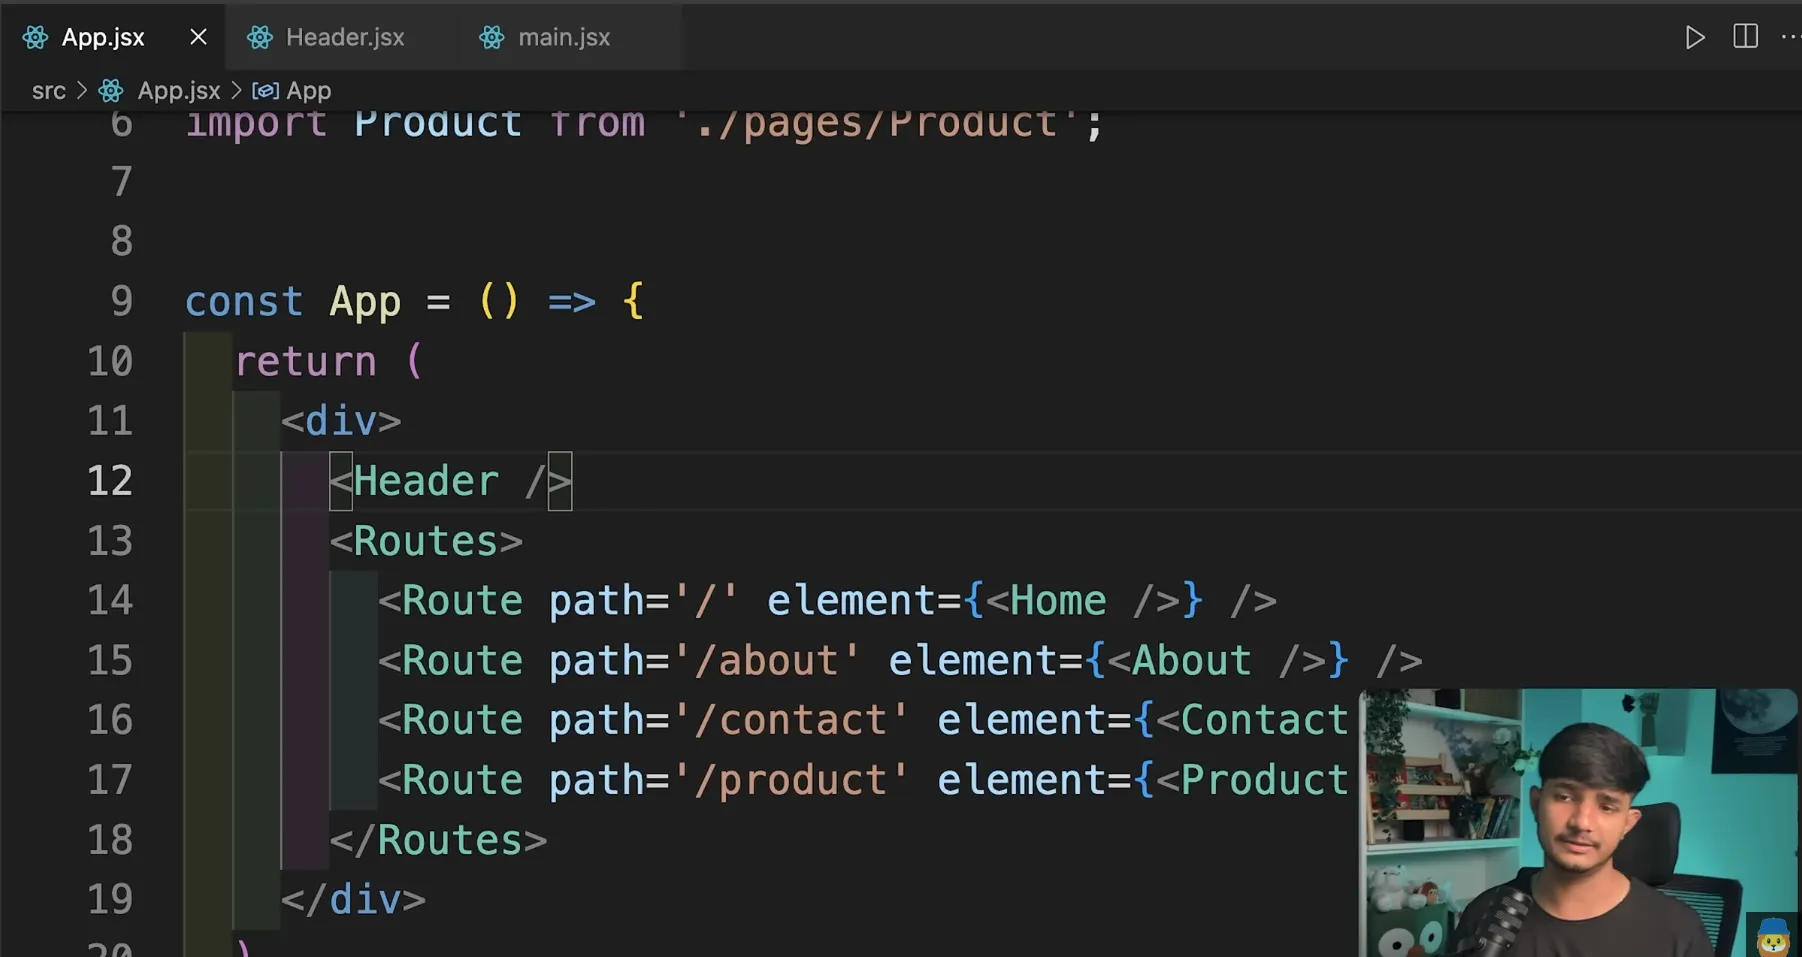 App.jsx
Header.jsx
main.jsx
src > App.jsx > App
6 import Product from './pages/Product';
7
8
9 const App = () => {
10 return (
11 <div>
12 <Header />
13 <Routes>
14 <Route path='/' element={<Home />} />
15 <Route path='/about' element={<About />} />
16 <Route path='/contact' element={<Contact
17 <Route path='/product' element={<Product
18 </Routes>
19 </div>
20 )